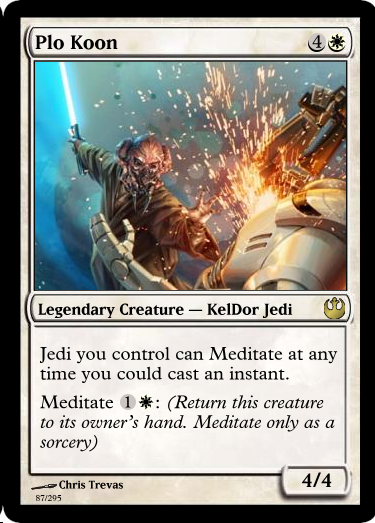 Plo Koon 4
Legendary Creature — KelDor Jedi
Jedi you control can Meditate at any
time you could cast an instant.
Meditate 1 : (Return this creature
to its owner's hand. Meditate only as a
sorcery)
4/4
Chris Trevas
87/295